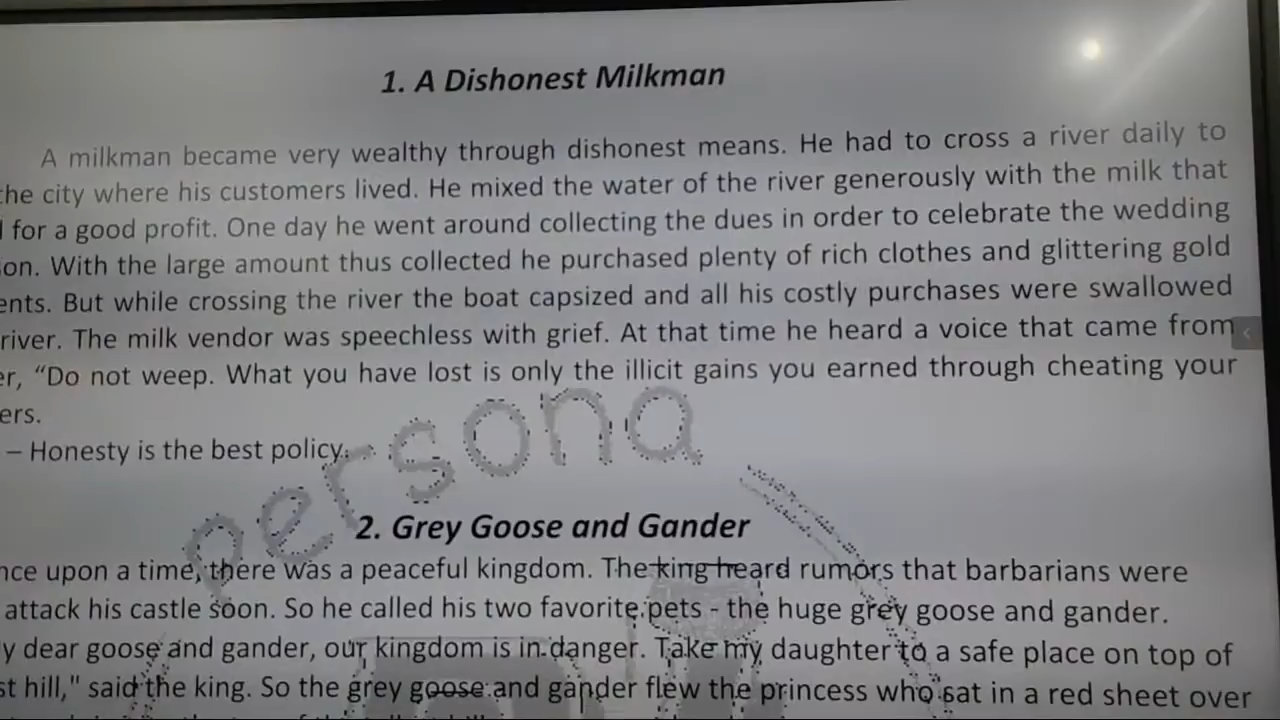 1. A Dishonest Milkman
A milkman became very wealthy through dishonest means. He had to cross a river daily to
the city where his customers lived. He mixed the water of the river generously with the milk that
for a good profit. One day he went around collecting the dues in order to celebrate the wedding
on. With the large amount thus collected he purchased plenty of rich clothes and glittering gold
ents. But while crossing the river the boat capsized and all his costly purchases were swallowed
river. The milk vendor was speechless with grief. At that time he heard a voice that came from
er, “Do not weep. What you have lost is only the illicit gains you earned through cheating your
ers.
– Honesty is the best policy.
persona
2. Grey Goose and Gander
nce upon a time, there was a peaceful kingdom. The king heard rumors that barbarians were
attack his castle soon. So he called his two favorite pets - the huge grey goose and gander.
y dear goose and gander, our kingdom is in danger. Take my daughter to a safe place on top of
st hill," said the king. So the grey goose and gander flew the princess who sat in a red sheet over